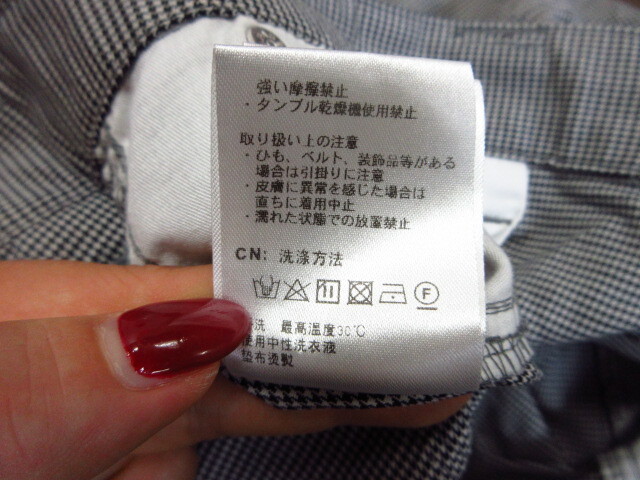 強い摩擦禁止
・タンブル乾燥機使用禁止
取り扱い上の注意
・ひも、ベルト、装飾品等がある
場合は引掛りに注意
・皮膚に異常を感じた場合は
直ちに着用中止
・濡れた状態での放置禁止
CN: 洗涤方法
F
洗 最高温度30℃
使用中性洗衣液
垫布烫製